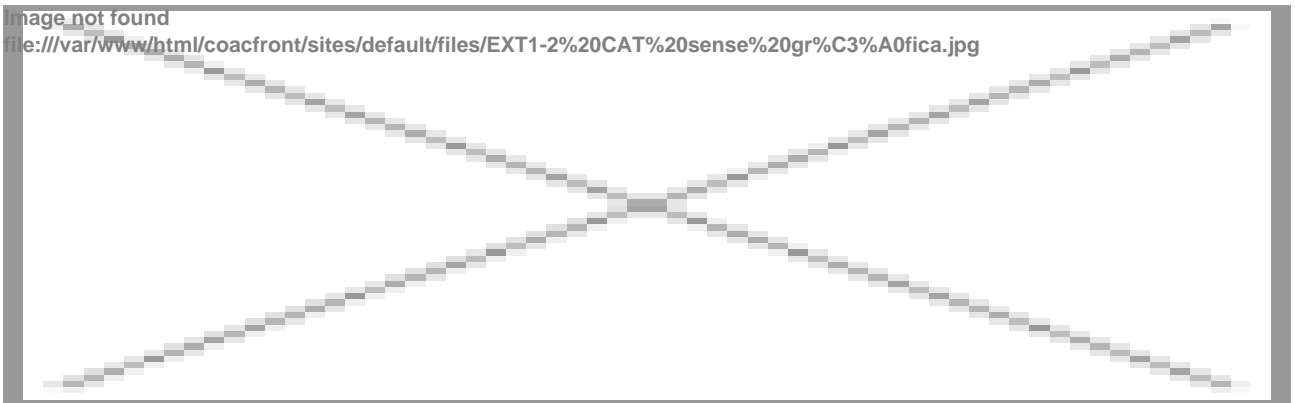 Image not found
file:///var/www/html/coacfront/sites/default/files/EXT1-2%20CAT%20sense%20gr%C3%A0fica.jpg